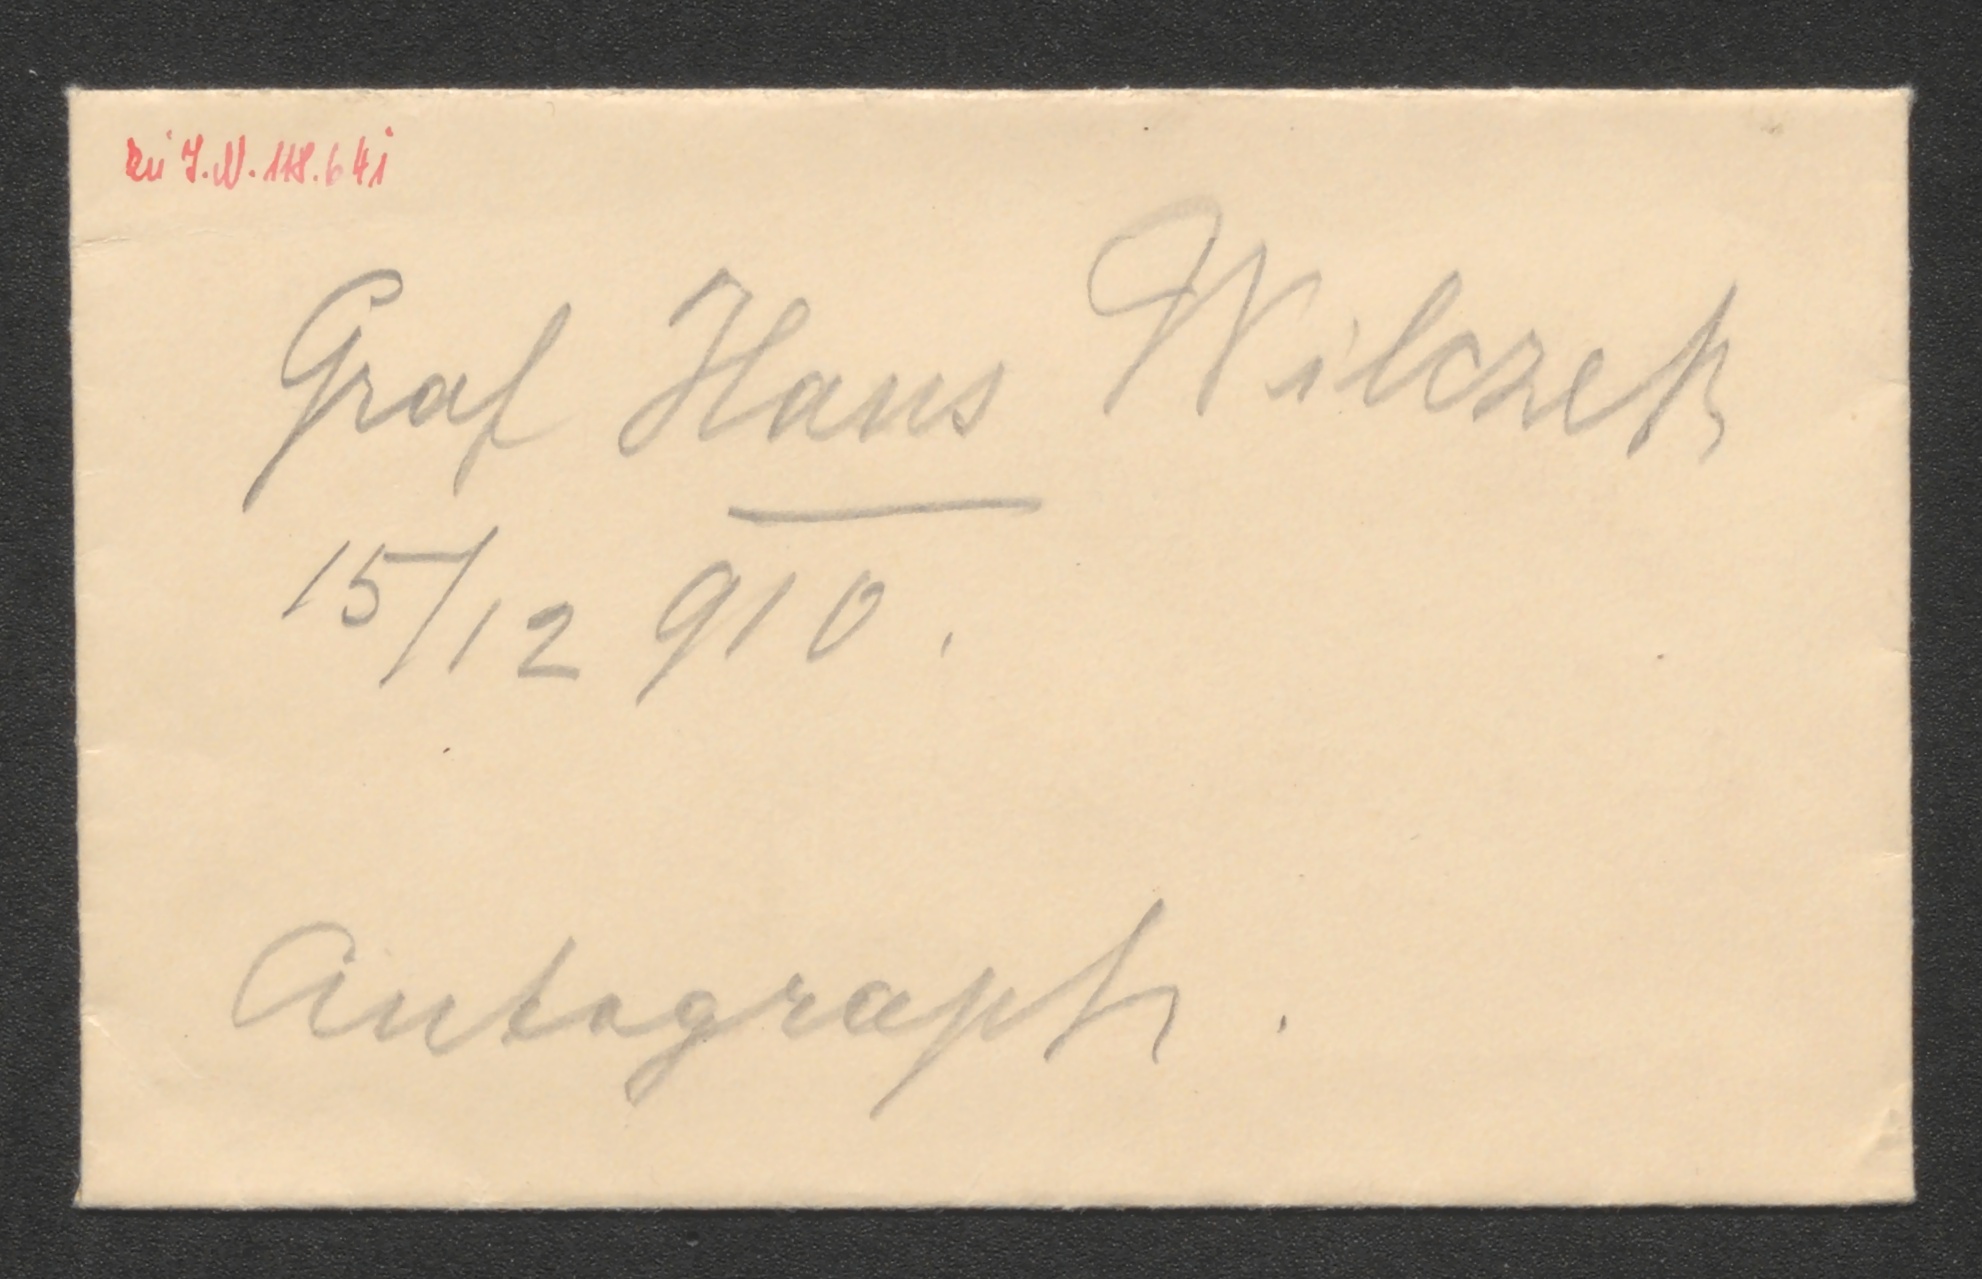 zu I.N. 118.641
Graf Hans Wilczek
15/12 910.
Autograph.